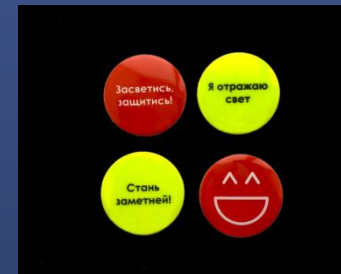 Засветись,
защитись!
Я отражаю
свет
Стань
заметней!